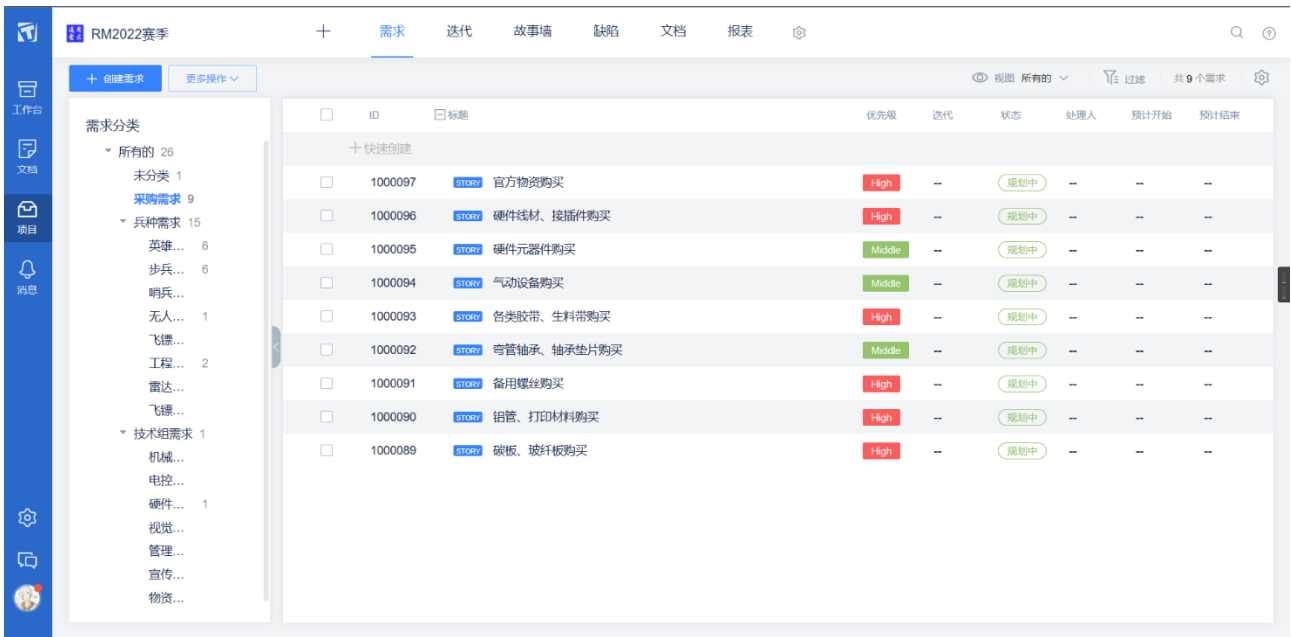 RM2022赛季
需求 迭代 故事墙 缺陷 文档 报表
工作台
文档
项目
消息
创建需求 更多操作
视图 所有的 过滤 共 9 个需求
需求分类
所有的 26
未分类 1
采购需求 9
兵种需求 15
英雄... 6
步兵... 6
哨兵...
无人... 1
飞镖...
工程... 2
雷达...
飞镖...
技术组需求 1
机械...
电控...
硬件... 1
视觉...
管理...
宣传...
物资...
ID 标题 优先级 迭代 状态 处理人 预计开始 预计结束
快速创建
1000097 STORY 官方物资购买 High -- 规划中 -- -- --
1000096 STORY 硬件线材、接插件购买 High -- 规划中 -- -- --
1000095 STORY 硬件元器件购买 Middle -- 规划中 -- -- --
1000094 STORY 气动设备购买 Middle -- 规划中 -- -- --
1000093 STORY 各类胶带、生料带购买 High -- 规划中 -- -- --
1000092 STORY 弯管轴承、轴承垫片购买 Middle -- 规划中 -- -- --
1000091 STORY 备用螺丝购买 High -- 规划中 -- -- --
1000090 STORY 铝管、打印材料购买 High -- 规划中 -- -- --
1000089 STORY 碳板、玻纤板购买 High -- 规划中 -- -- --